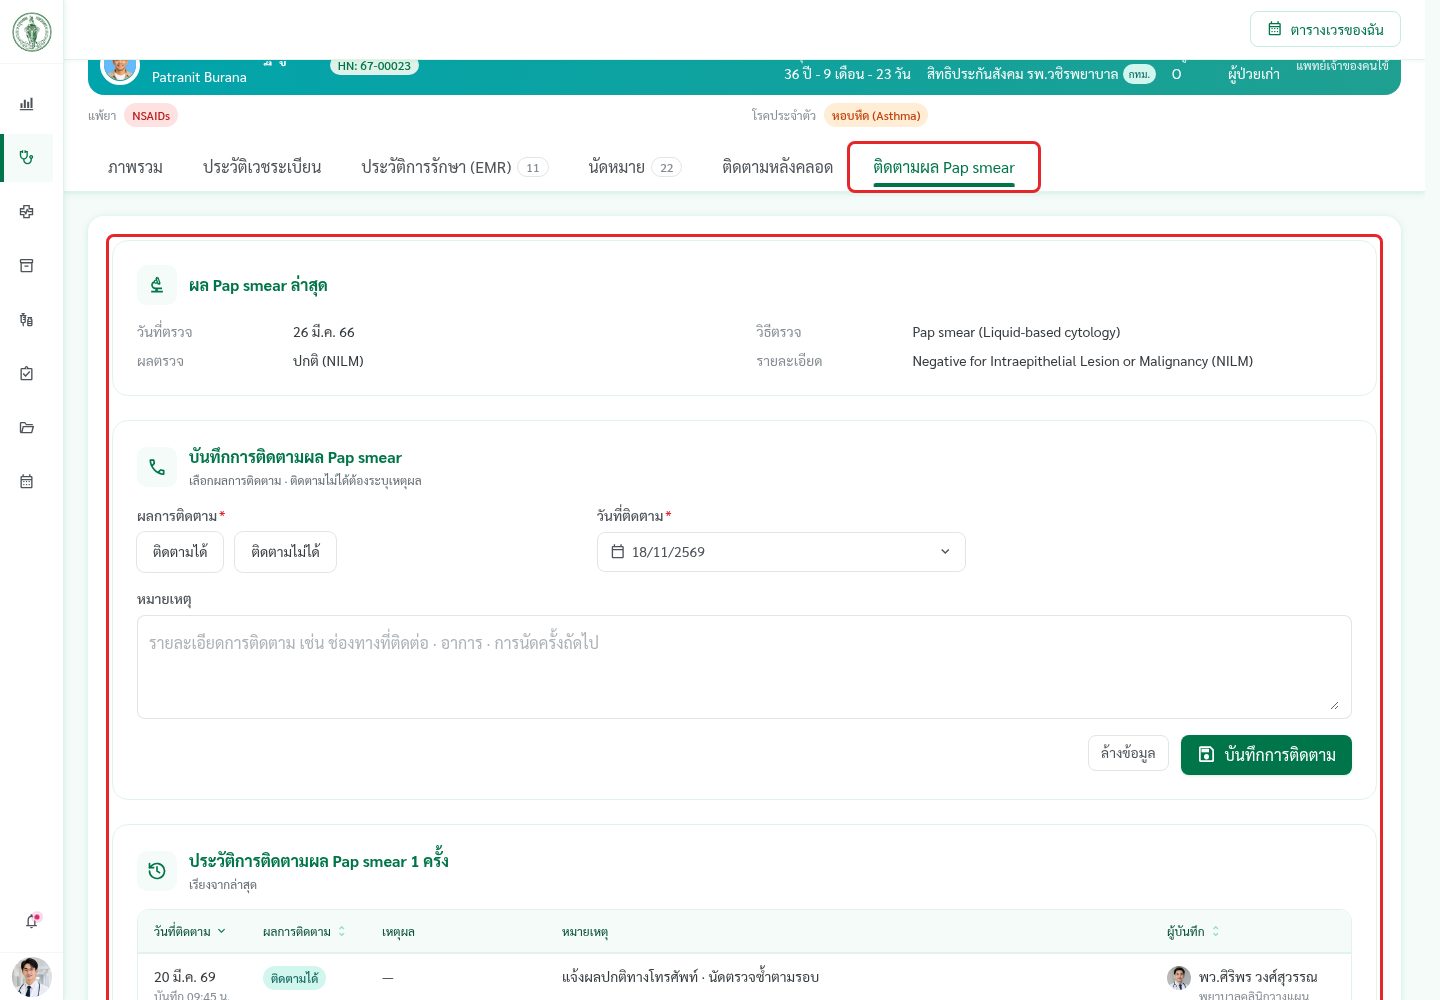 ตารางเวรของฉัน
Patranit Burana
HN: 67-00023
36 ปี - 9 เดือน - 23 วัน สิทธิประกันสังคม รพ.วชิรพยาบาล กทม. O ผู้ป่วยเก่า แพทย์เจ้าของคนไข้
แพ้ยา NSAIDs โรคประจำตัว หอบหืด (Asthma)
ภาพรวม ประวัติเวชระเบียน ประวัติการรักษา (EMR) 11 นัดหมาย 22 ติดตามหลังคลอด ติดตามผล Pap smear
ผล Pap smear ล่าสุด
วันที่ตรวจ 26 มี.ค. 66 วิธีตรวจ Pap smear (Liquid-based cytology)
ผลตรวจ ปกติ (NILM) รายละเอียด Negative for Intraepithelial Lesion or Malignancy (NILM)
บันทึกการติดตามผล Pap smear
เลือกผลการติดตาม · ติดตามไม่ได้ต้องระบุเหตุผล
ผลการติดตาม* วันที่ติดตาม*
ติดตามได้ ติดตามไม่ได้ 18/11/2569
หมายเหตุ
รายละเอียดการติดตาม เช่น ช่องทางที่ติดต่อ · อาการ · การนัดครั้งถัดไป
ล้างข้อมูล บันทึกการติดตาม
ประวัติการติดตามผล Pap smear 1 ครั้ง
เรียงจากล่าสุด
วันที่ติดตาม ผลการติดตาม เหตุผล หมายเหตุ ผู้บันทึก
20 มี.ค. 69 ติดตามได้ — แจ้งผลปกติทางโทรศัพท์ · นัดตรวจซ้ำตามรอบ พว.ศิริพร วงศ์สุวรรณ
บันทึก 09:45 น. พยาบาลคลินิกวางแผน